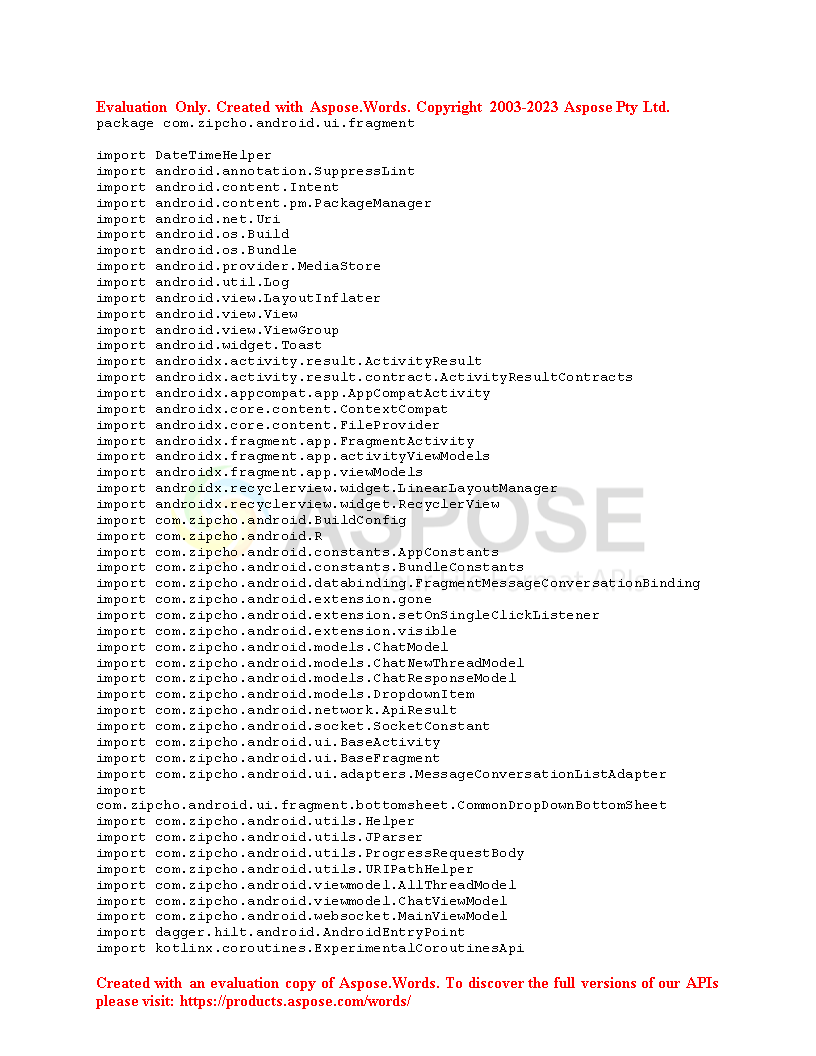 Evaluation Only. Created with Aspose.Words. Copyright 2003-2023 Aspose Pty Ltd.
package com.zipcho.android.ui.fragment
import DateTimeHelper
import android.annotation.SuppressLint
import android.content.Intent
import android.content.pm.PackageManager
import android.net.Uri
import android.os.Build
import android.os.Bundle
import android.provider.MediaStore
import android.util.Log
import android.view.LayoutInflater
import android.view.View
import android.view.ViewGroup
import android.widget.Toast
import androidx.activity.result.ActivityResult
import androidx.activity.result.contract.ActivityResultContracts
import androidx.appcompat.app.AppCompatActivity
import androidx.core.content.ContextCompat
import androidx.core.content.FileProvider
import androidx.fragment.app.FragmentActivity
import androidx.fragment.app.activityViewModels
import androidx.fragment.app.viewModels
import androidx.recyclerview.widget.LinearLayoutManager
import androidx.recyclerview.widget.RecyclerView
ASPOSE
import com.zipcho.android.BuildConfig
import com.zipcho.android.R
import com.zipcho.android.constants.AppConstants
import com.zipcho.android.constants.BundleConstants
import com.zipcho.android.databinding.FragmentMessageConversationBinding
import com.zipcho.android.extension.gone
import com.zipcho.android.extension.setOnSingleClickListener
import com.zipcho.android.extension.visible
import com.zipcho.android.models.ChatModel
import com.zipcho.android.models.ChatNewThreadModel
import com.zipcho.android.models.ChatResponseModel
import com.zipcho.android.models.DropdownItem
import com.zipcho.android.network.ApiResult
import com.zipcho.android.socket.SocketConstant
import com.zipcho.android.ui.BaseActivity
import com.zipcho.android.ui.BaseFragment
import com.zipcho.android.ui.adapters.MessageConversationListAdapter
import
com.zipcho.android.ui.fragment.bottomsheet.CommonDropDownBottomSheet
import com.zipcho.android.utils.Helper
import com.zipcho.android.utils.JParser
import com.zipcho.android.utils.ProgressRequestBody
import com.zipcho.android.utils.URIPathHelper
import com.zipcho.android.viewmodel.AllThreadModel
import com.zipcho.android.viewmodel.ChatViewModel
import com.zipcho.android.websocket.MainViewModel
import dagger.hilt.android.AndroidEntryPoint
import kotlinx.coroutines.ExperimentalCoroutinesApi
Created with an evaluation copy of Aspose.Words. To discover the full versions of our APIs
please visit: https://products.aspose.com/words/